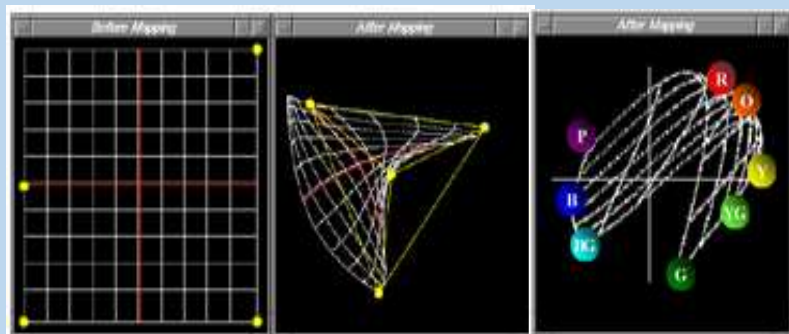 Before Mapping
After Mapping
After Mapping
R
O
P
Y
B
YG
BG
G